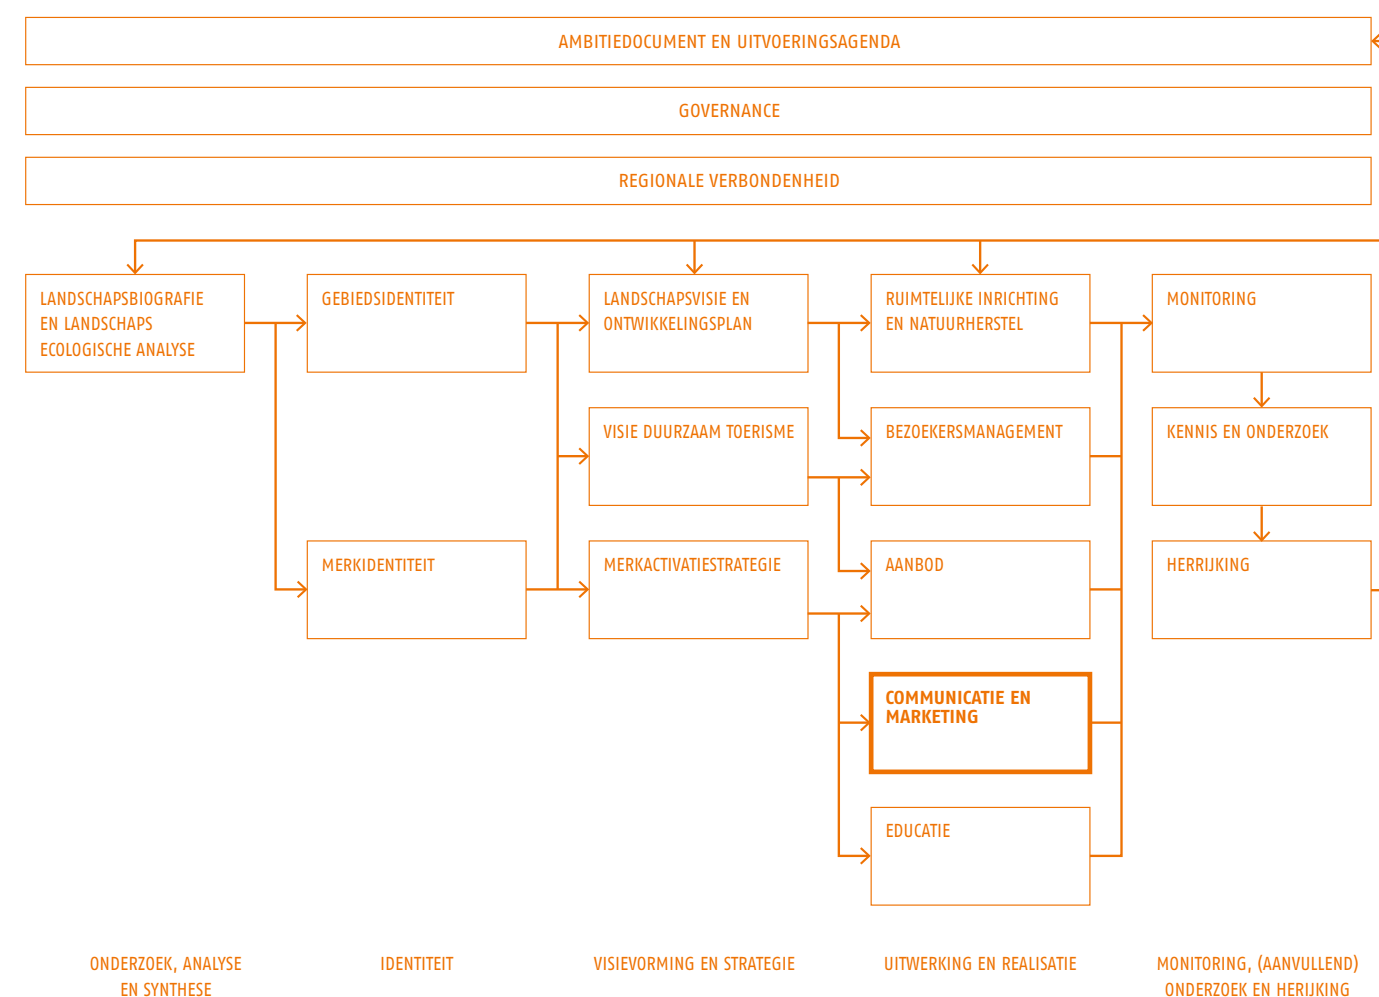 AMBITIEDOCUMENT EN UITVOERINGSAGENDA
GOVERNANCE
REGIONALE VERBONDENHEID
LANDSCHAPSBIOGRAFIE
EN LANDSCHAPS
ECOLOGISCHE ANALYSE
GEBIEDSIDENTITEIT
MERKIDENTITEIT
LANDSCHAPSVISIE EN
ONTWIKKELINGSPLAN
VISIE DUURZAAM TOERISME
MERKACTIVATIESTRATEGIE
RUIMTELIJKE INRICHTING
EN NATUURHERSTEL
BEZOEKERSMANAGEMENT
AANBOD
COMMUNICATIE EN
MARKETING
EDUCATIE
MONITORING
KENNIS EN ONDERZOEK
HERRIJKING
ONDERZOEK, ANALYSE
EN SYNTHESE
IDENTITEIT
VISIEVORMING EN STRATEGIE
UITWERKING EN REALISATIE
MONITORING, (AANVULLEND)
ONDERZOEK EN HERIJKING